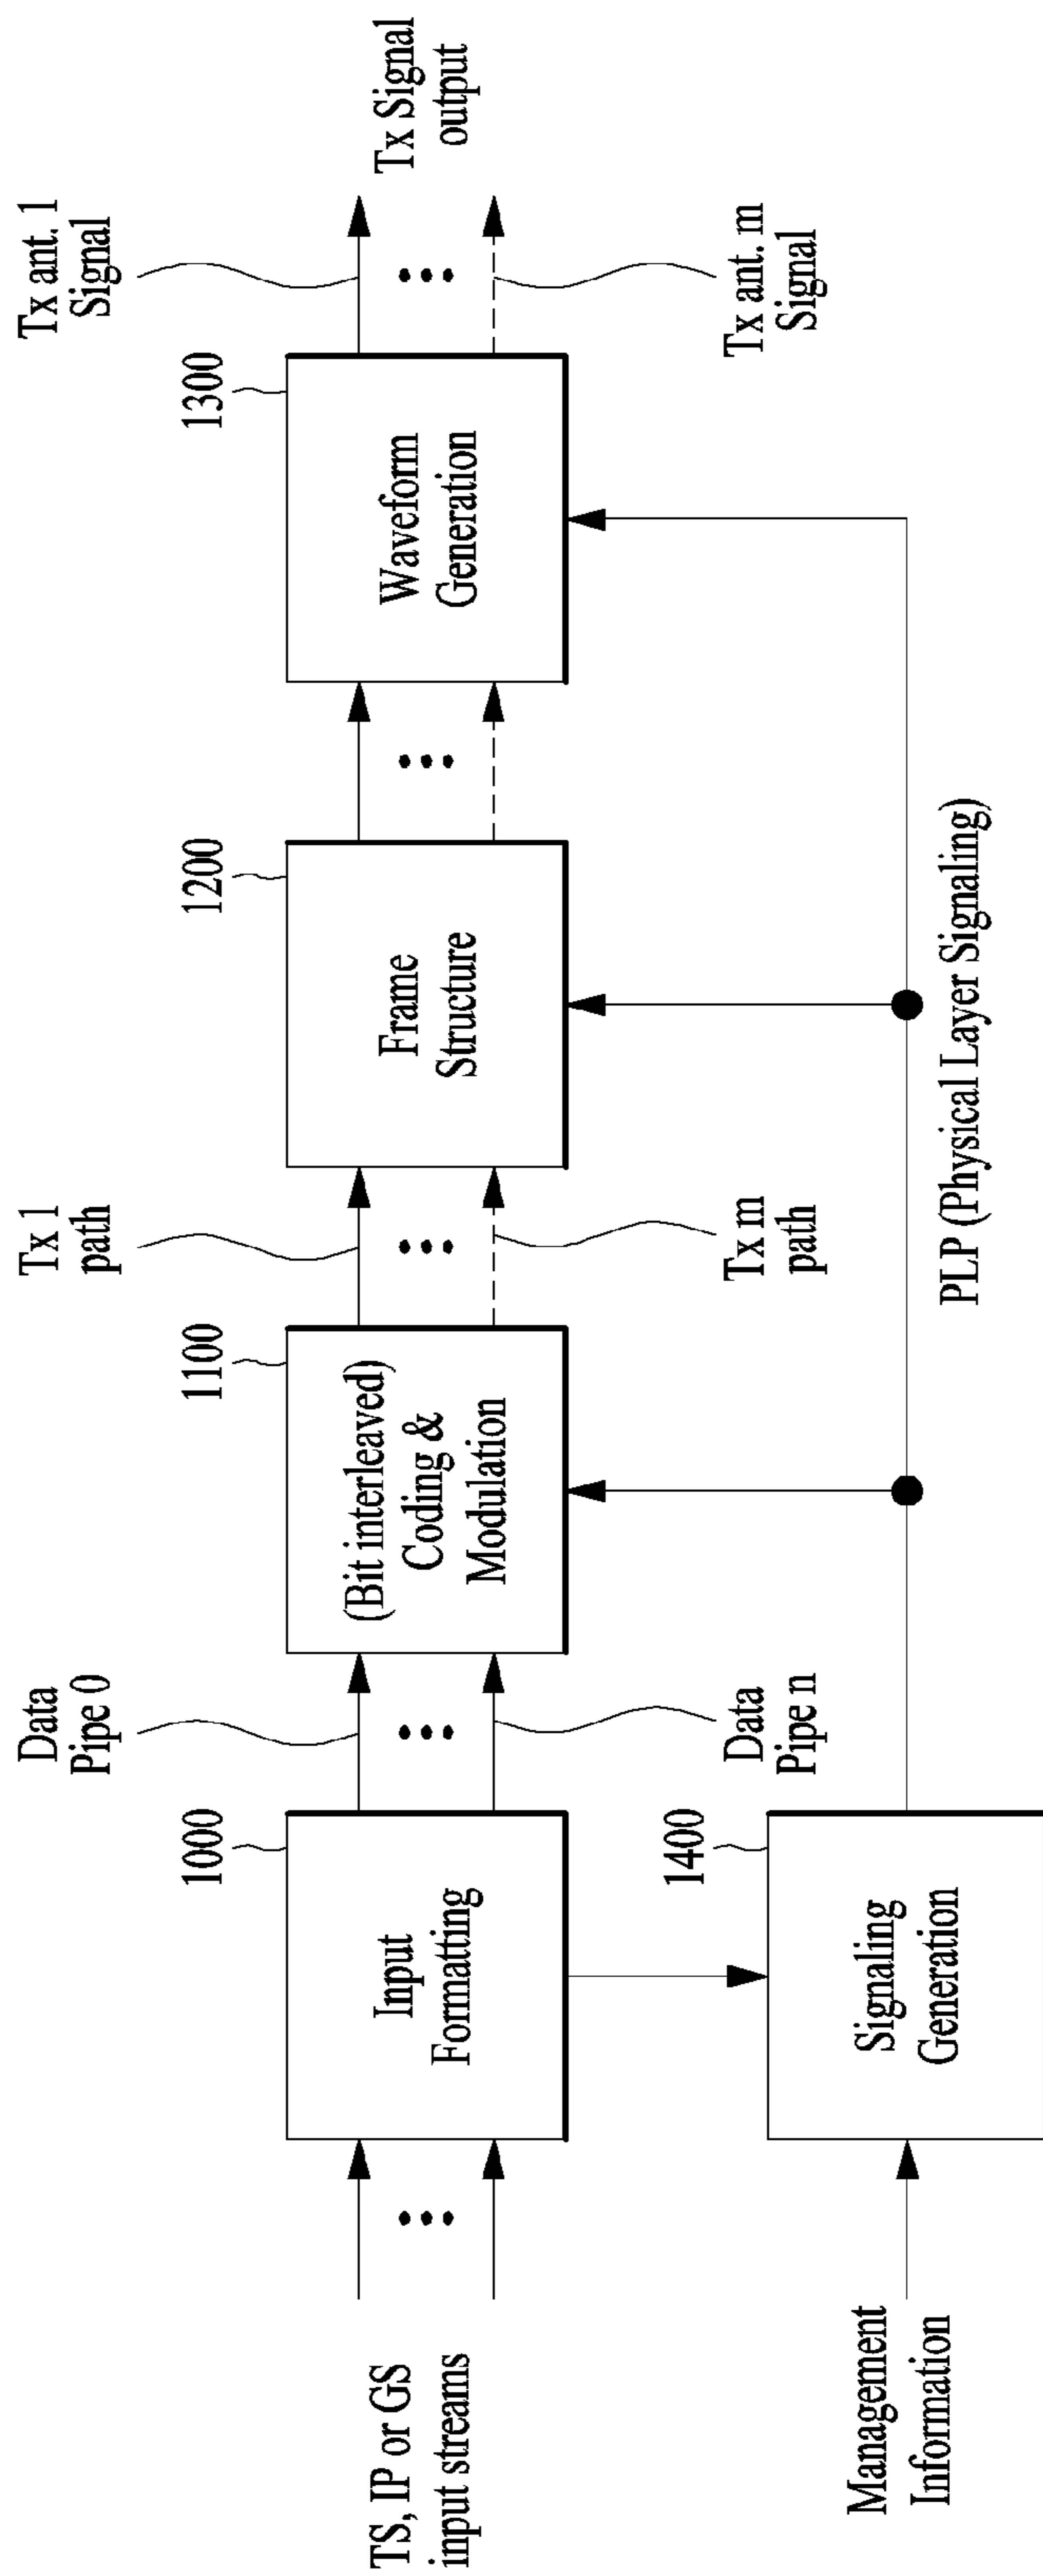 TS, IP or GS
input streams
1000
Input
Formatting
Data
Pipe 0
Data
Pipe n
1100
(Bit interleaved)
Coding &
Modulation
Tx 1
path
Tx m
path
1200
Frame
Structure
1300
Waveform
Generation
Tx ant. 1
Signal
Tx Signal
output
Tx ant. m
Signal
Management
Information
1400
Signaling
Generation
PLP (Physical Layer Signaling)